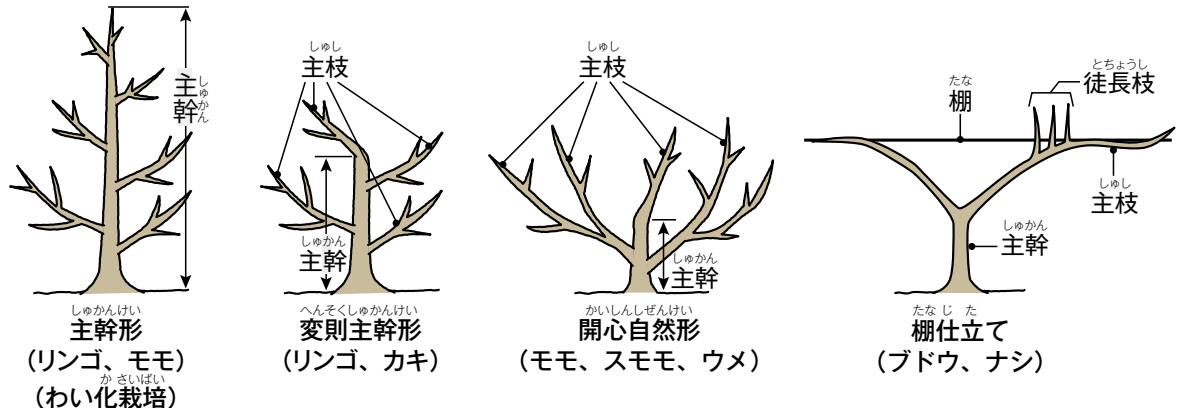 しゅかん
主幹
しゅかんけい
主幹形
(リンゴ、モモ)
か さいばい
(わい化栽培)
しゅし
主枝
しゅかん
主幹
へんそくしゅかんけい
変則主幹形
(リンゴ、カキ)
しゅし
主枝
しゅかん
主幹
かいしんしぜんけい
開心自然形
(モモ、スモモ、ウメ)
たな
棚
とちょうし
徒長枝
しゅし
主枝
しゅかん
主幹
たな じ た
棚仕立て
(ブドウ、ナシ)